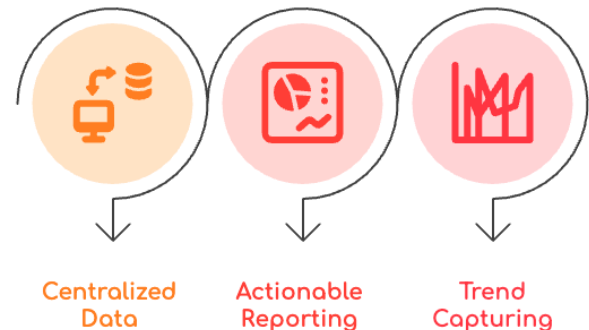 Centralized
Data
Actionable
Reporting
Trend
Capturing